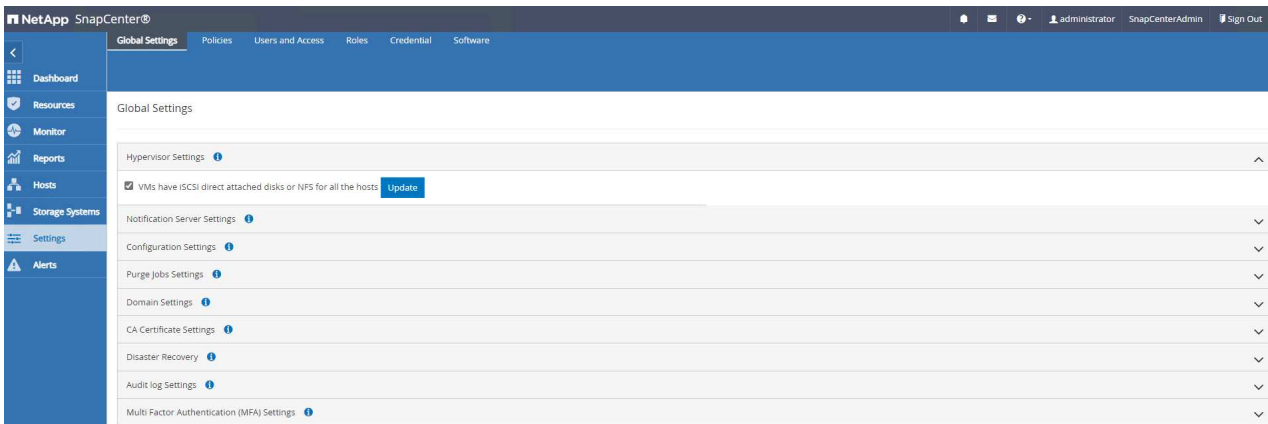 NetApp SnapCenter®
administrator SnapCenterAdmin Sign Out
Global Settings Policies Users and Access Roles Credential Software
Dashboard
Resources
Monitor
Reports
Hosts
Storage Systems
Settings
Alerts
Global Settings
Hypervisor Settings
VMs have iSCSI direct attached disks or NFS for all the hosts Update
Notification Server Settings
Configuration Settings
Purge Jobs Settings
Domain Settings
CA Certificate Settings
Disaster Recovery
Audit log Settings
Multi Factor Authentication (MFA) Settings